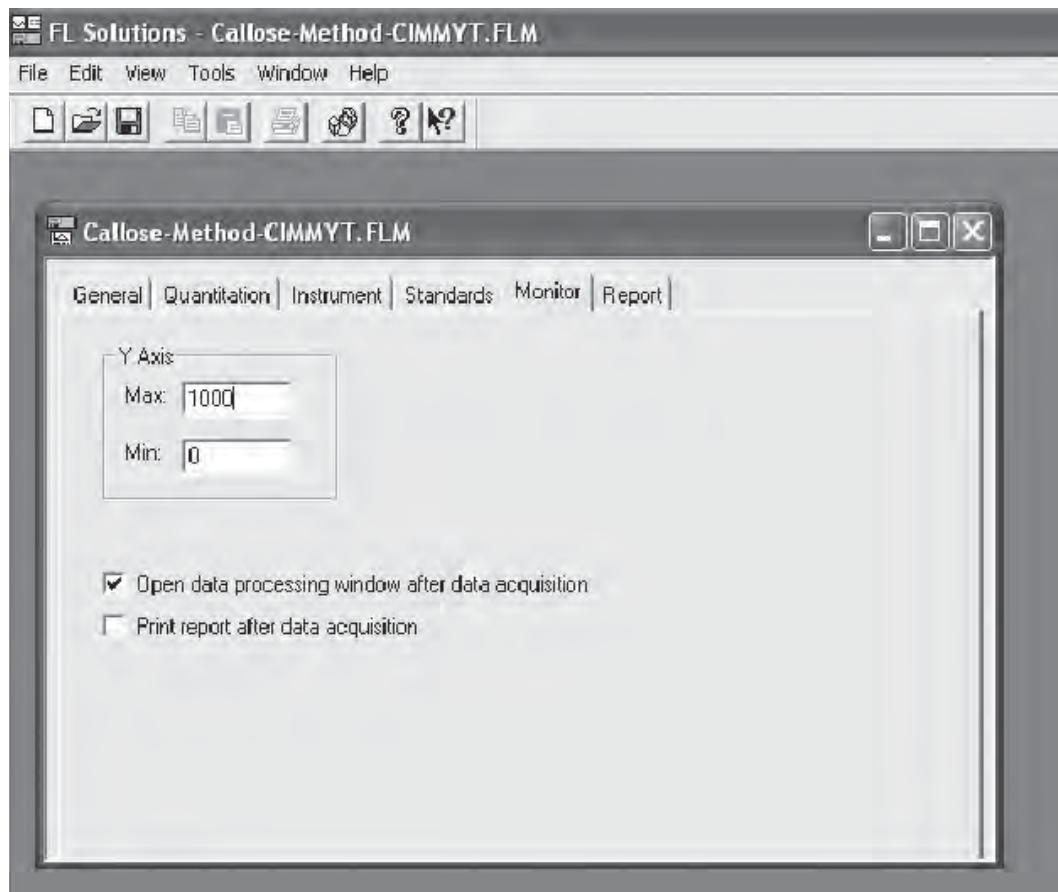 FL Solutions - Callose-Method-CIMMYT.FLM
File Edit View Tools Window Help
Callose-Method-CIMMYT.FLM
General Quantitation Instrument Standards Monitor Report
Y Axis
Max: 1000
Min: 0
Open data processing window after data acquisition
Print report after data acquisition